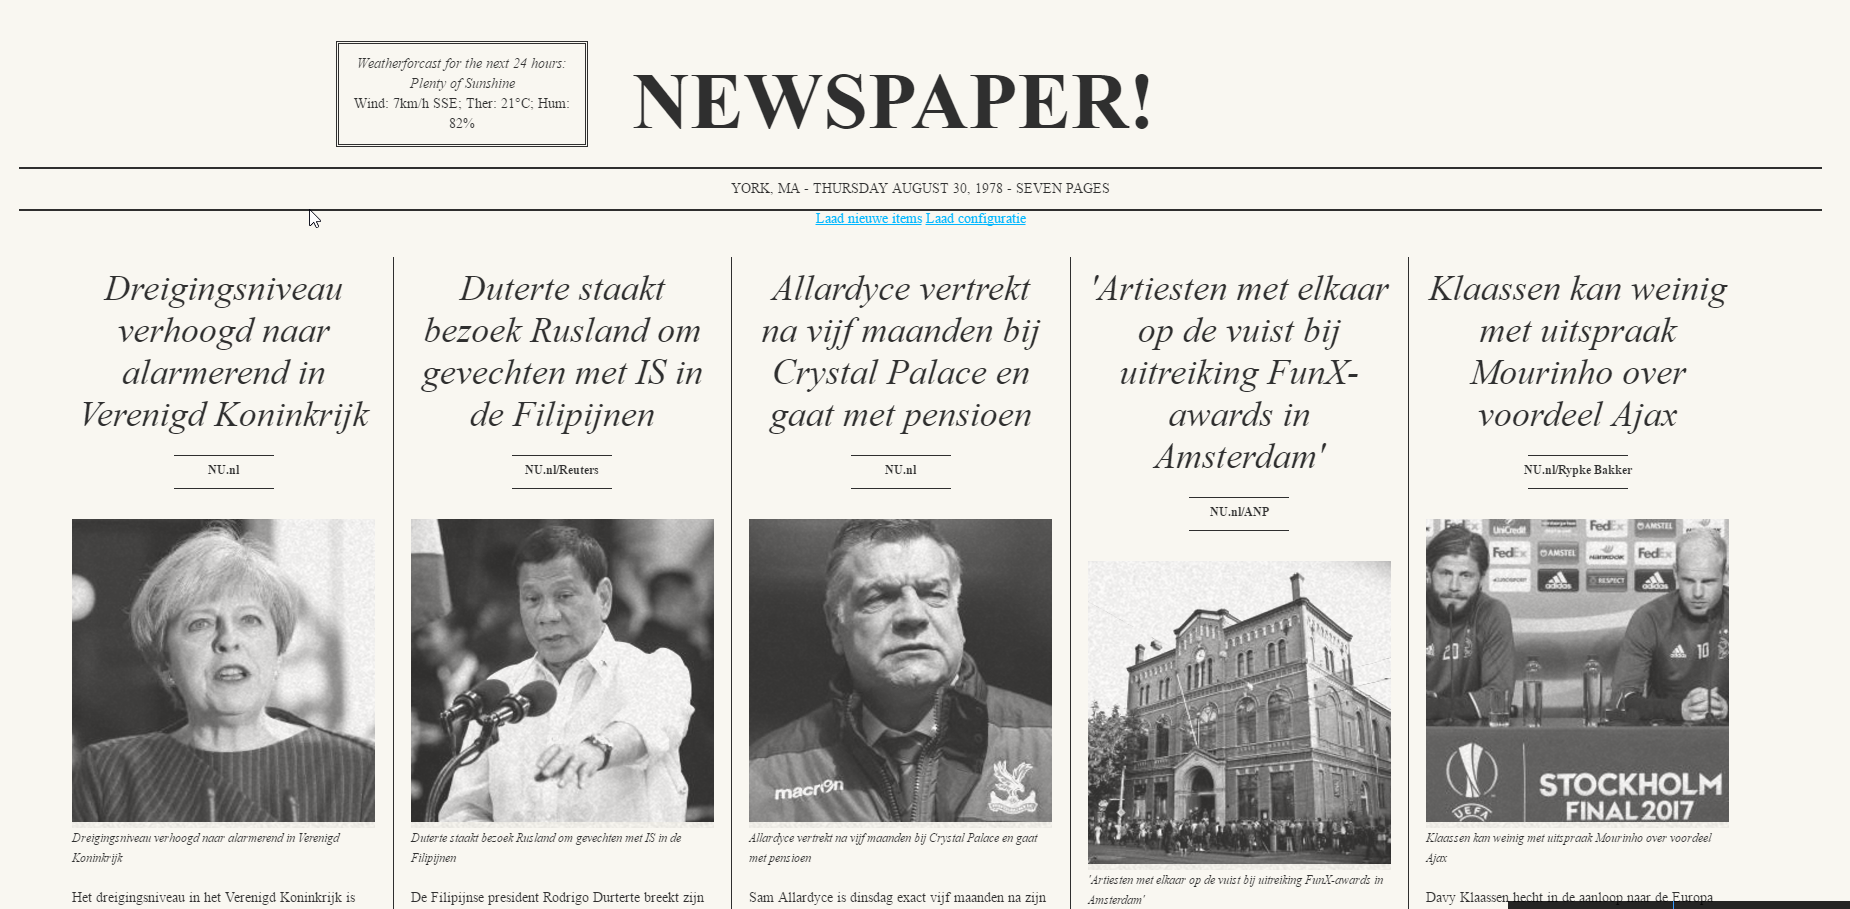 Weatherforcast for the next 24 hours:
Plenty of Sunshine
Wind: 7km/h SSE; Ther: 21°C; Hum:
82%
NEWSPAPER!
YORK, MA - THURSDAY AUGUST 30, 1978 - SEVEN PAGES
Laad nieuwe items Laad configuratie
Dreigingsniveau
verhoogd naar
alarmerend in
Verenigd Koninkrijk
NU.nl
Dreigingsniveau verhoogd naar alarmerend in Verenigd
Koninkrijk
Het dreigingsniveau in het Verenigd Koninkrijk is
Duterte staakt
bezoek Rusland om
gevechten met IS in
de Filipijnen
NU.nl/Reuters
Duterte staakt bezoek Rusland om gevechten met IS in de
Filipijnen
De Filipijnse president Rodrigo Durterte breekt zijn
Allardyce vertrekt
na vijf maanden bij
Crystal Palace en
gaat met pensioen
NU.nl
macron
Allardyce vertrekt na vijf maanden bij Crystal Palace en gaat
met pensioen
Sam Allardyce is dinsdag exact vijf maanden na zijn
'Artiesten met elkaar
op de vuist bij
uitreiking FunX-
awards in
Amsterdam'
NU.nl/ANP
'Artiesten met elkaar op de vuist bij uitreiking FunX-awards in
Amsterdam'
Klaassen kan weinig
met uitspraak
Mourinho over
voordeel Ajax
NU.nl/Rypke Bakker
UniCredit FedEx AMSTEL
FedEx AMSTEL HANKOOK FedEx
adidas RESPECT adidas
20 10
STOCKHOLM
FINAL 2017
UEFA
Klaassen kan weinig met uitspraak Mourinho over voordeel
Ajax
Davy Klaassen hecht in de aanloop naar de Europa